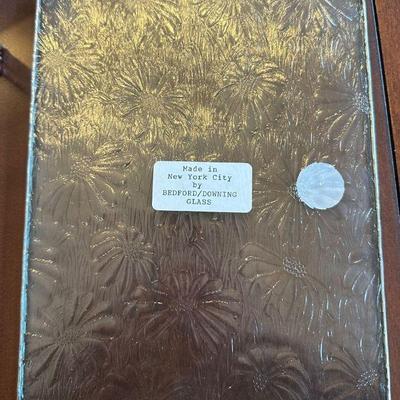 Made in
New York City
by
BEDFORD/DOWNING
GLASS